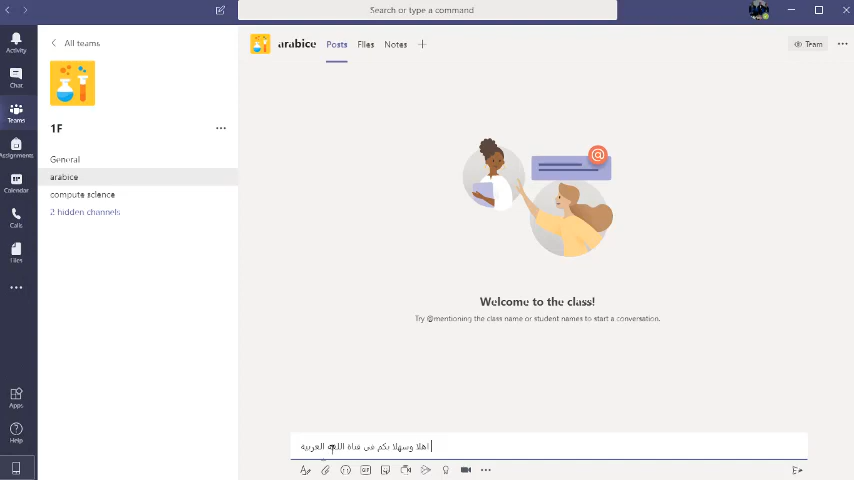 Search or type a command
Activity
Chat
Teams
Assignments
Calendar
Calls
Files
Apps
Help
All teams
1F
General
arabice
compute science
2 hidden channels
arabice Posts Files Notes
Team
@
Welcome to the class!
Try @mentioning the class name or student names to start a conversation.
اهلا وسهلا بكم في قناة اللغة العربية
GIF